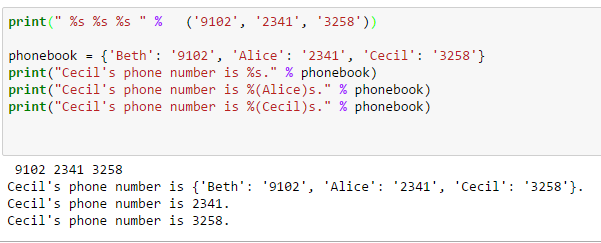 print(" %s %s %s " %   ('9102', '2341', '3258'))
phonebook = {'Beth': '9102', 'Alice': '2341', 'Cecil': '3258'}
print("Cecil's phone number is %s." % phonebook)
print("Cecil's phone number is %(Alice)s." % phonebook)
print("Cecil's phone number is %(Cecil)s." % phonebook)
9102 2341 3258
Cecil's phone number is {'Beth': '9102', 'Alice': '2341', 'Cecil': '3258'}.
Cecil's phone number is 2341.
Cecil's phone number is 3258.